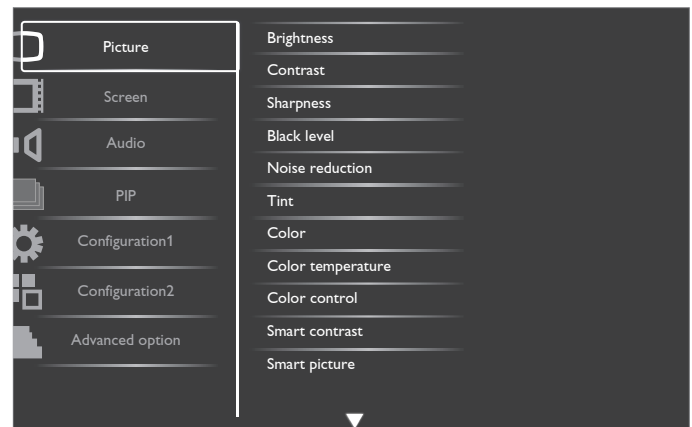 Picture
Screen
Audio
PIP
Configuration1
Configuration2
Advanced option
Brightness
Contrast
Sharpness
Black level
Noise reduction
Tint
Color
Color temperature
Color control
Smart contrast
Smart picture